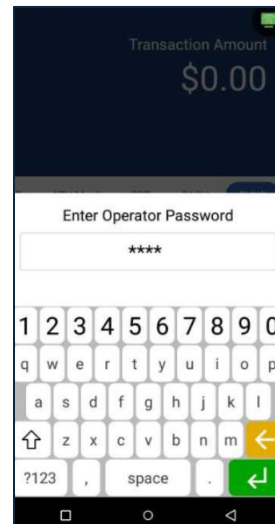 Transaction Amount
$0.00
Enter Operator Password
****
1 2 3 4 5 6 7 8 9 0
q w e r t y u i o p
a s d f g h j k l
z x c v b n m
?123 , space .